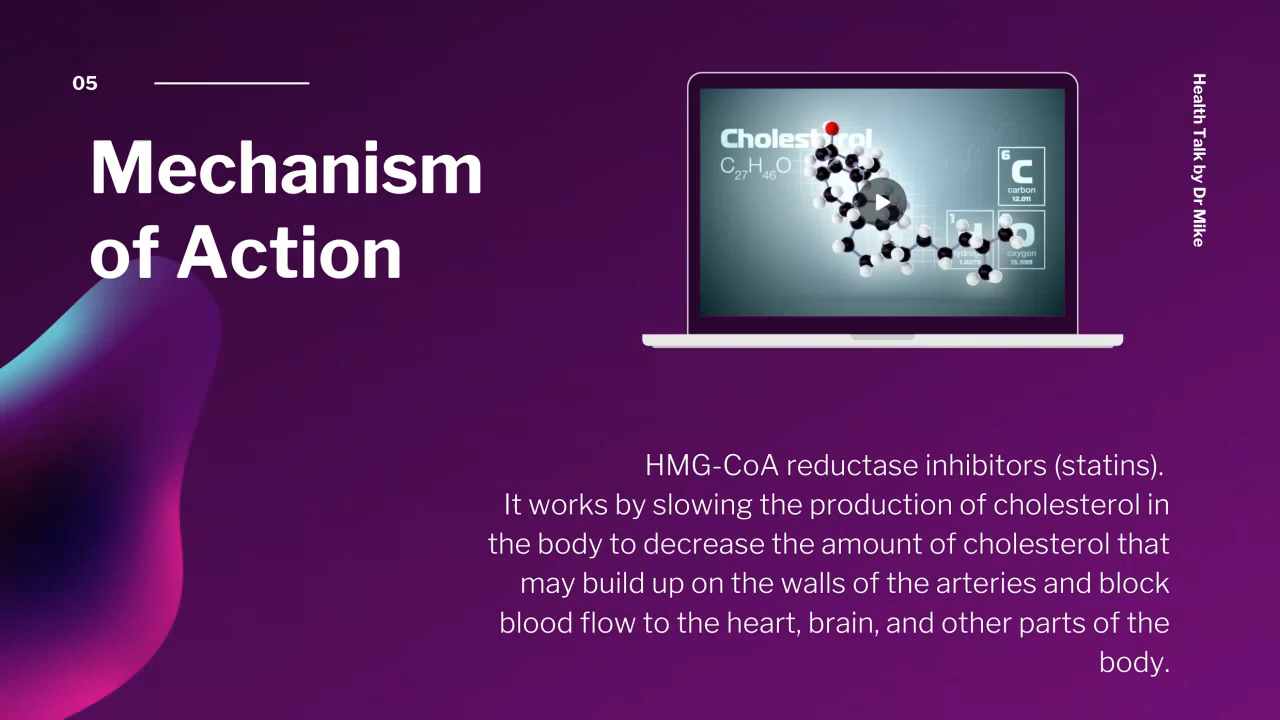 05
Mechanism
of Action
Health Talk by Dr Mike
C27H46O
6
C
carbon
12.011
1
oxygen
15.999
HMG-CoA reductase inhibitors (statins).
It works by slowing the production of cholesterol in
the body to decrease the amount of cholesterol that
may build up on the walls of the arteries and block
blood flow to the heart, brain, and other parts of the
body.